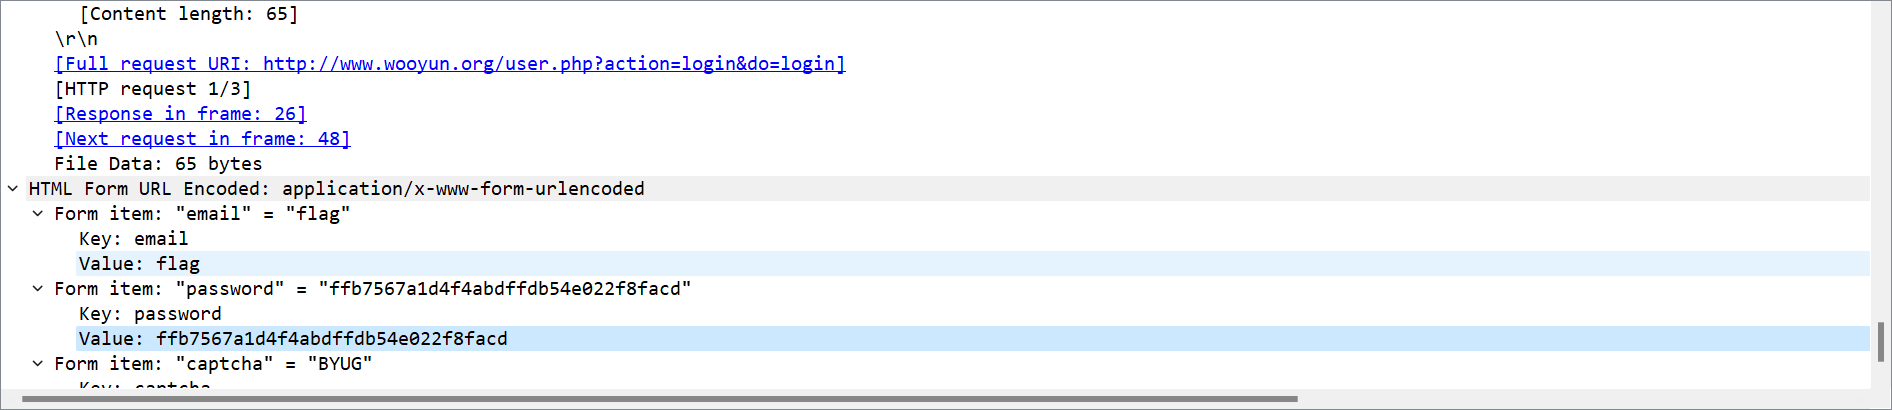 [Content length: 65]
\r\n
[Full request URI: http://www.wooyun.org/user.php?action=login&do=login]
[HTTP request 1/3]
[Response in frame: 26]
[Next request in frame: 48]
File Data: 65 bytes
HTML Form URL Encoded: application/x-www-form-urlencoded
Form item: "email" = "flag"
Key: email
Value: flag
Form item: "password" = "ffb7567a1d4f4abdffdb54e022f8facd"
Key: password
Value: ffb7567a1d4f4abdffdb54e022f8facd
Form item: "captcha" = "BYUG"
Key: captcha